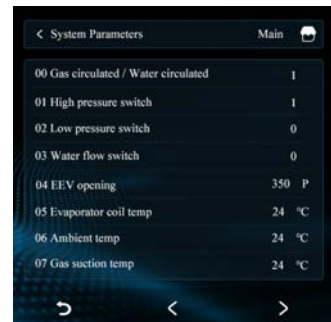 System Parameters Main
00 Gas circulated / Water circulated 1
01 High pressure switch 1
02 Low pressure switch 0
03 Water flow switch 0
04 EEV opening 350 P
05 Evaporator coil temp 24 °C
06 Ambient temp 24 °C
07 Gas suction temp 24 °C